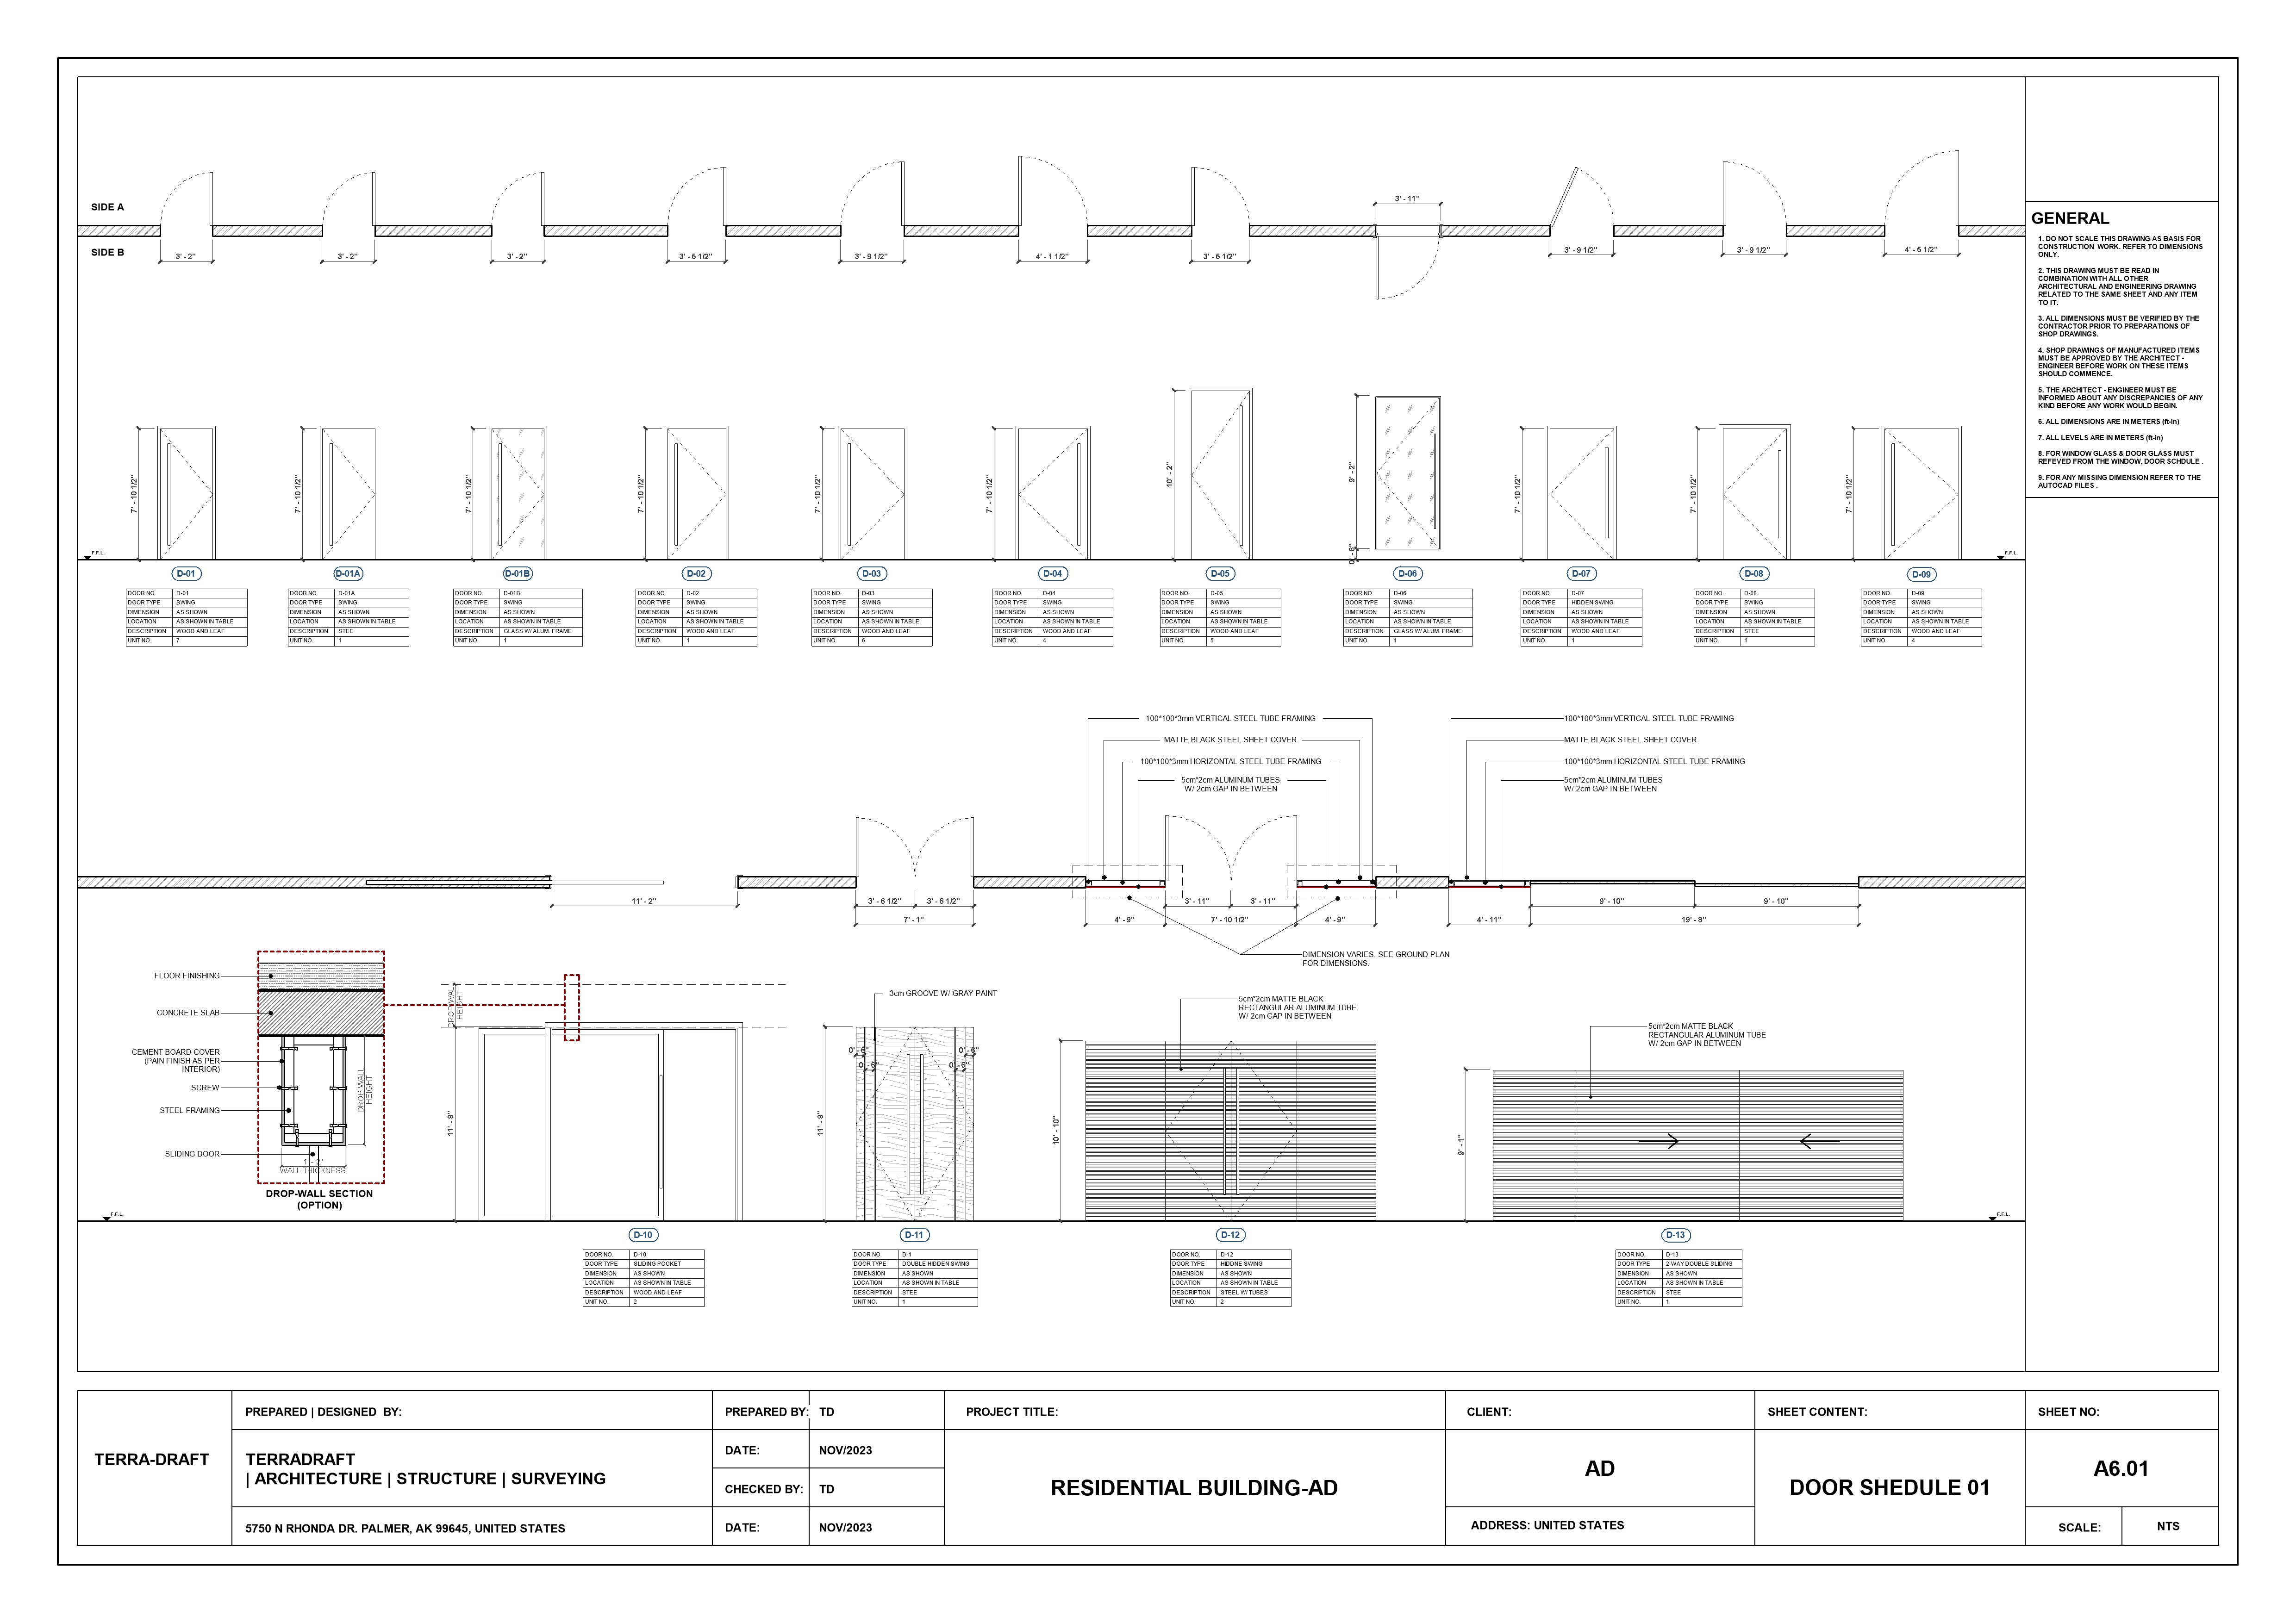 SIDE A
SIDE B
3' - 2"
3' - 2"
3' - 2"
3' - 5 1/2"
3' - 9 1/2"
4' - 1 1/2"
3' - 5 1/2"
3' - 11"
3' - 9 1/2"
3' - 9 1/2"
4' - 5 1/2"
7' - 10 1/2"
7' - 10 1/2"
7' - 10 1/2"
7' - 10 1/2"
7' - 10 1/2"
7' - 10 1/2"
10' - 2"
9' - 2"
0' - 8"
7' - 10 1/2"
7' - 10 1/2"
7' - 10 1/2"
F.F.L.
F.F.L.
D-01
DOOR NO. D-01
DOOR TYPE SWING
DIMENSION AS SHOWN
LOCATION AS SHOWN IN TABLE
DESCRIPTION WOOD AND LEAF
UNIT NO. 7
D-01A
DOOR NO. D-01A
DOOR TYPE SWING
DIMENSION AS SHOWN
LOCATION AS SHOWN IN TABLE
DESCRIPTION STEE
UNIT NO. 1
D-01B
DOOR NO. D-01B
DOOR TYPE SWING
DIMENSION AS SHOWN
LOCATION AS SHOWN IN TABLE
DESCRIPTION GLASS W/ ALUM. FRAME
UNIT NO. 1
D-02
DOOR NO. D-02
DOOR TYPE SWING
DIMENSION AS SHOWN
LOCATION AS SHOWN IN TABLE
DESCRIPTION WOOD AND LEAF
UNIT NO. 1
D-03
DOOR NO. D-03
DOOR TYPE SWING
DIMENSION AS SHOWN
LOCATION AS SHOWN IN TABLE
DESCRIPTION WOOD AND LEAF
UNIT NO. 6
D-04
DOOR NO. D-04
DOOR TYPE SWING
DIMENSION AS SHOWN
LOCATION AS SHOWN IN TABLE
DESCRIPTION WOOD AND LEAF
UNIT NO. 4
D-05
DOOR NO. D-05
DOOR TYPE SWING
DIMENSION AS SHOWN
LOCATION AS SHOWN IN TABLE
DESCRIPTION WOOD AND LEAF
UNIT NO. 5
D-06
DOOR NO. D-06
DOOR TYPE SWING
DIMENSION AS SHOWN
LOCATION AS SHOWN IN TABLE
DESCRIPTION GLASS W/ ALUM. FRAME
UNIT NO. 1
D-07
DOOR NO. D-07
DOOR TYPE HIDDEN SWING
DIMENSION AS SHOWN
LOCATION AS SHOWN IN TABLE
DESCRIPTION WOOD AND LEAF
UNIT NO. 1
D-08
DOOR NO. D-08
DOOR TYPE SWING
DIMENSION AS SHOWN
LOCATION AS SHOWN IN TABLE
DESCRIPTION STEE
UNIT NO. 1
D-09
DOOR NO. D-09
DOOR TYPE SWING
DIMENSION AS SHOWN
LOCATION AS SHOWN IN TABLE
DESCRIPTION WOOD AND LEAF
UNIT NO. 4
GENERAL
1. DO NOT SCALE THIS DRAWING AS BASIS FOR
CONSTRUCTION WORK. REFER TO DIMENSIONS
ONLY.
2. THIS DRAWING MUST BE READ IN
COMBINATION WITH ALL OTHER
ARCHITECTURAL AND ENGINEERING DRAWING
RELATED TO THE SAME SHEET AND ANY ITEM
TO IT.
3. ALL DIMENSIONS MUST BE VERIFIED BY THE
CONTRACTOR PRIOR TO PREPARATIONS OF
SHOP DRAWINGS.
4. SHOP DRAWINGS OF MANUFACTURED ITEMS
MUST BE APPROVED BY THE ARCHITECT -
ENGINEER BEFORE WORK ON THESE ITEMS
SHOULD COMMENCE.
5. THE ARCHITECT - ENGINEER MUST BE
INFORMED ABOUT ANY DISCREPANCIES OF ANY
KIND BEFORE ANY WORK WOULD BEGIN.
6. ALL DIMENSIONS ARE IN METERS (ft-in)
7. ALL LEVELS ARE IN METERS (ft-in)
8. FOR WINDOW GLASS & DOOR GLASS MUST
REFEVED FROM THE WINDOW, DOOR SCHDULE .
9. FOR ANY MISSING DIMENSION REFER TO THE
AUTOCAD FILES .
100*100*3mm VERTICAL STEEL TUBE FRAMING
MATTE BLACK STEEL SHEET COVER
100*100*3mm HORIZONTAL STEEL TUBE FRAMING
5cm*2cm ALUMINUM TUBES
W/ 2cm GAP IN BETWEEN
100*100*3mm VERTICAL STEEL TUBE FRAMING
MATTE BLACK STEEL SHEET COVER
100*100*3mm HORIZONTAL STEEL TUBE FRAMING
5cm*2cm ALUMINUM TUBES
W/ 2cm GAP IN BETWEEN
11' - 2"
3' - 6 1/2"
3' - 6 1/2"
7' - 1"
3' - 11"
3' - 11"
4' - 9"
7' - 10 1/2"
4' - 9"
9' - 10"
9' - 10"
4' - 11"
19' - 8"
DIMENSION VARIES. SEE GROUND PLAN
FOR DIMENSIONS.
FLOOR FINISHING
CONCRETE SLAB
CEMENT BOARD COVER
(PAIN FINISH AS PER
INTERIOR)
SCREW
STEEL FRAMING
SLIDING DOOR
DROP WALL
HEIGHT
WALL THICKNESS
DROP-WALL SECTION
(OPTION)
DROP WALL
HEIGHT
11' - 8"
3cm GROOVE W/ GRAY PAINT
0' - 6"
0' - 6"
0' - 6"
0' - 6"
11' - 8"
5cm*2cm MATTE BLACK
RECTANGULAR ALUMINUM TUBE
W/ 2cm GAP IN BETWEEN
10' - 10"
5cm*2cm MATTE BLACK
RECTANGULAR ALUMINUM TUBE
W/ 2cm GAP IN BETWEEN
9' - 1"
F.F.L.
F.F.L.
D-10
DOOR NO. D-10
DOOR TYPE SLIDING POCKET
DIMENSION AS SHOWN
LOCATION AS SHOWN IN TABLE
DESCRIPTION WOOD AND LEAF
UNIT NO. 2
D-11
DOOR NO. D-1
DOOR TYPE DOUBLE HIDDEN SWING
DIMENSION AS SHOWN
LOCATION AS SHOWN IN TABLE
DESCRIPTION STEE
UNIT NO. 1
D-12
DOOR NO. D-12
DOOR TYPE HIDDNE SWING
DIMENSION AS SHOWN
LOCATION AS SHOWN IN TABLE
DESCRIPTION STEEL W/ TUBES
UNIT NO. 2
D-13
DOOR NO. D-13
DOOR TYPE 2-WAY DOUBLE SLIDING
DIMENSION AS SHOWN
LOCATION AS SHOWN IN TABLE
DESCRIPTION STEE
UNIT NO. 1
TERRA-DRAFT
PREPARED | DESIGNED BY:
TERRADRAFT
| ARCHITECTURE | STRUCTURE | SURVEYING
5750 N RHONDA DR. PALMER, AK 99645, UNITED STATES
PREPARED BY: TD
DATE: NOV/2023
CHECKED BY: TD
DATE: NOV/2023
PROJECT TITLE:
RESIDENTIAL BUILDING-AD
CLIENT:
AD
ADDRESS: UNITED STATES
SHEET CONTENT:
DOOR SHEDULE 01
SHEET NO:
A6.01
SCALE: NTS